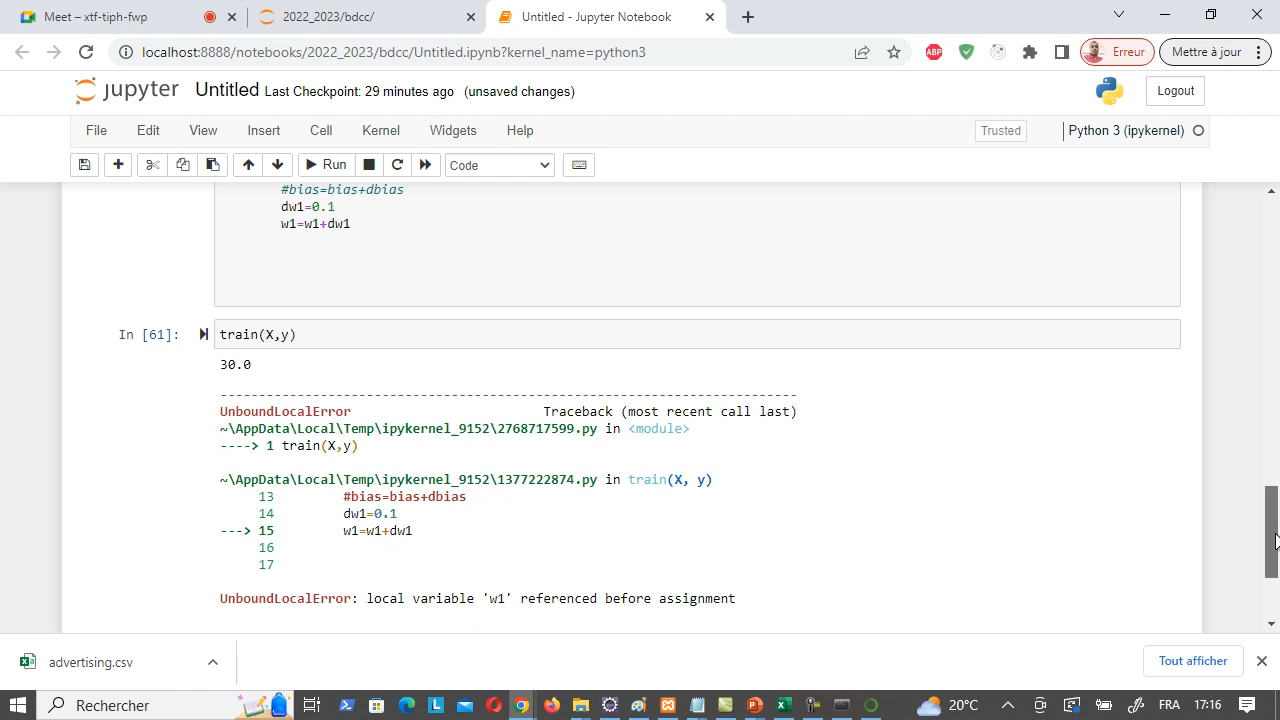 Meet – xtf-tiph-fwp
2022_2023/bdcc/
Untitled - Jupyter Notebook
localhost:8888/notebooks/2022_2023/bdcc/Untitled.ipynb?kernel_name=python3
ABP
Erreur
Mettre à jour
jupyter Untitled Last Checkpoint: 29 minutes ago (unsaved changes)
Logout
File Edit View Insert Cell Kernel Widgets Help
Trusted
Python 3 (ipykernel)
Run
Code
#bias=bias+dbias
dw1=0.1
w1=w1+dw1
In [61]: train(X,y)
30.0
---------------------------------------------------------------------------
UnboundLocalError                         Traceback (most recent call last)
~\AppData\Local\Temp\ipykernel_9152\2768717599.py in <module>
----> 1 train(X,y)
~\AppData\Local\Temp\ipykernel_9152\1377222874.py in train(X, y)
13         #bias=bias+dbias
14         dw1=0.1
---> 15         w1=w1+dw1
16
17
UnboundLocalError: local variable 'w1' referenced before assignment
advertising.csv
Tout afficher
Rechercher
20°C
FRA
17:16